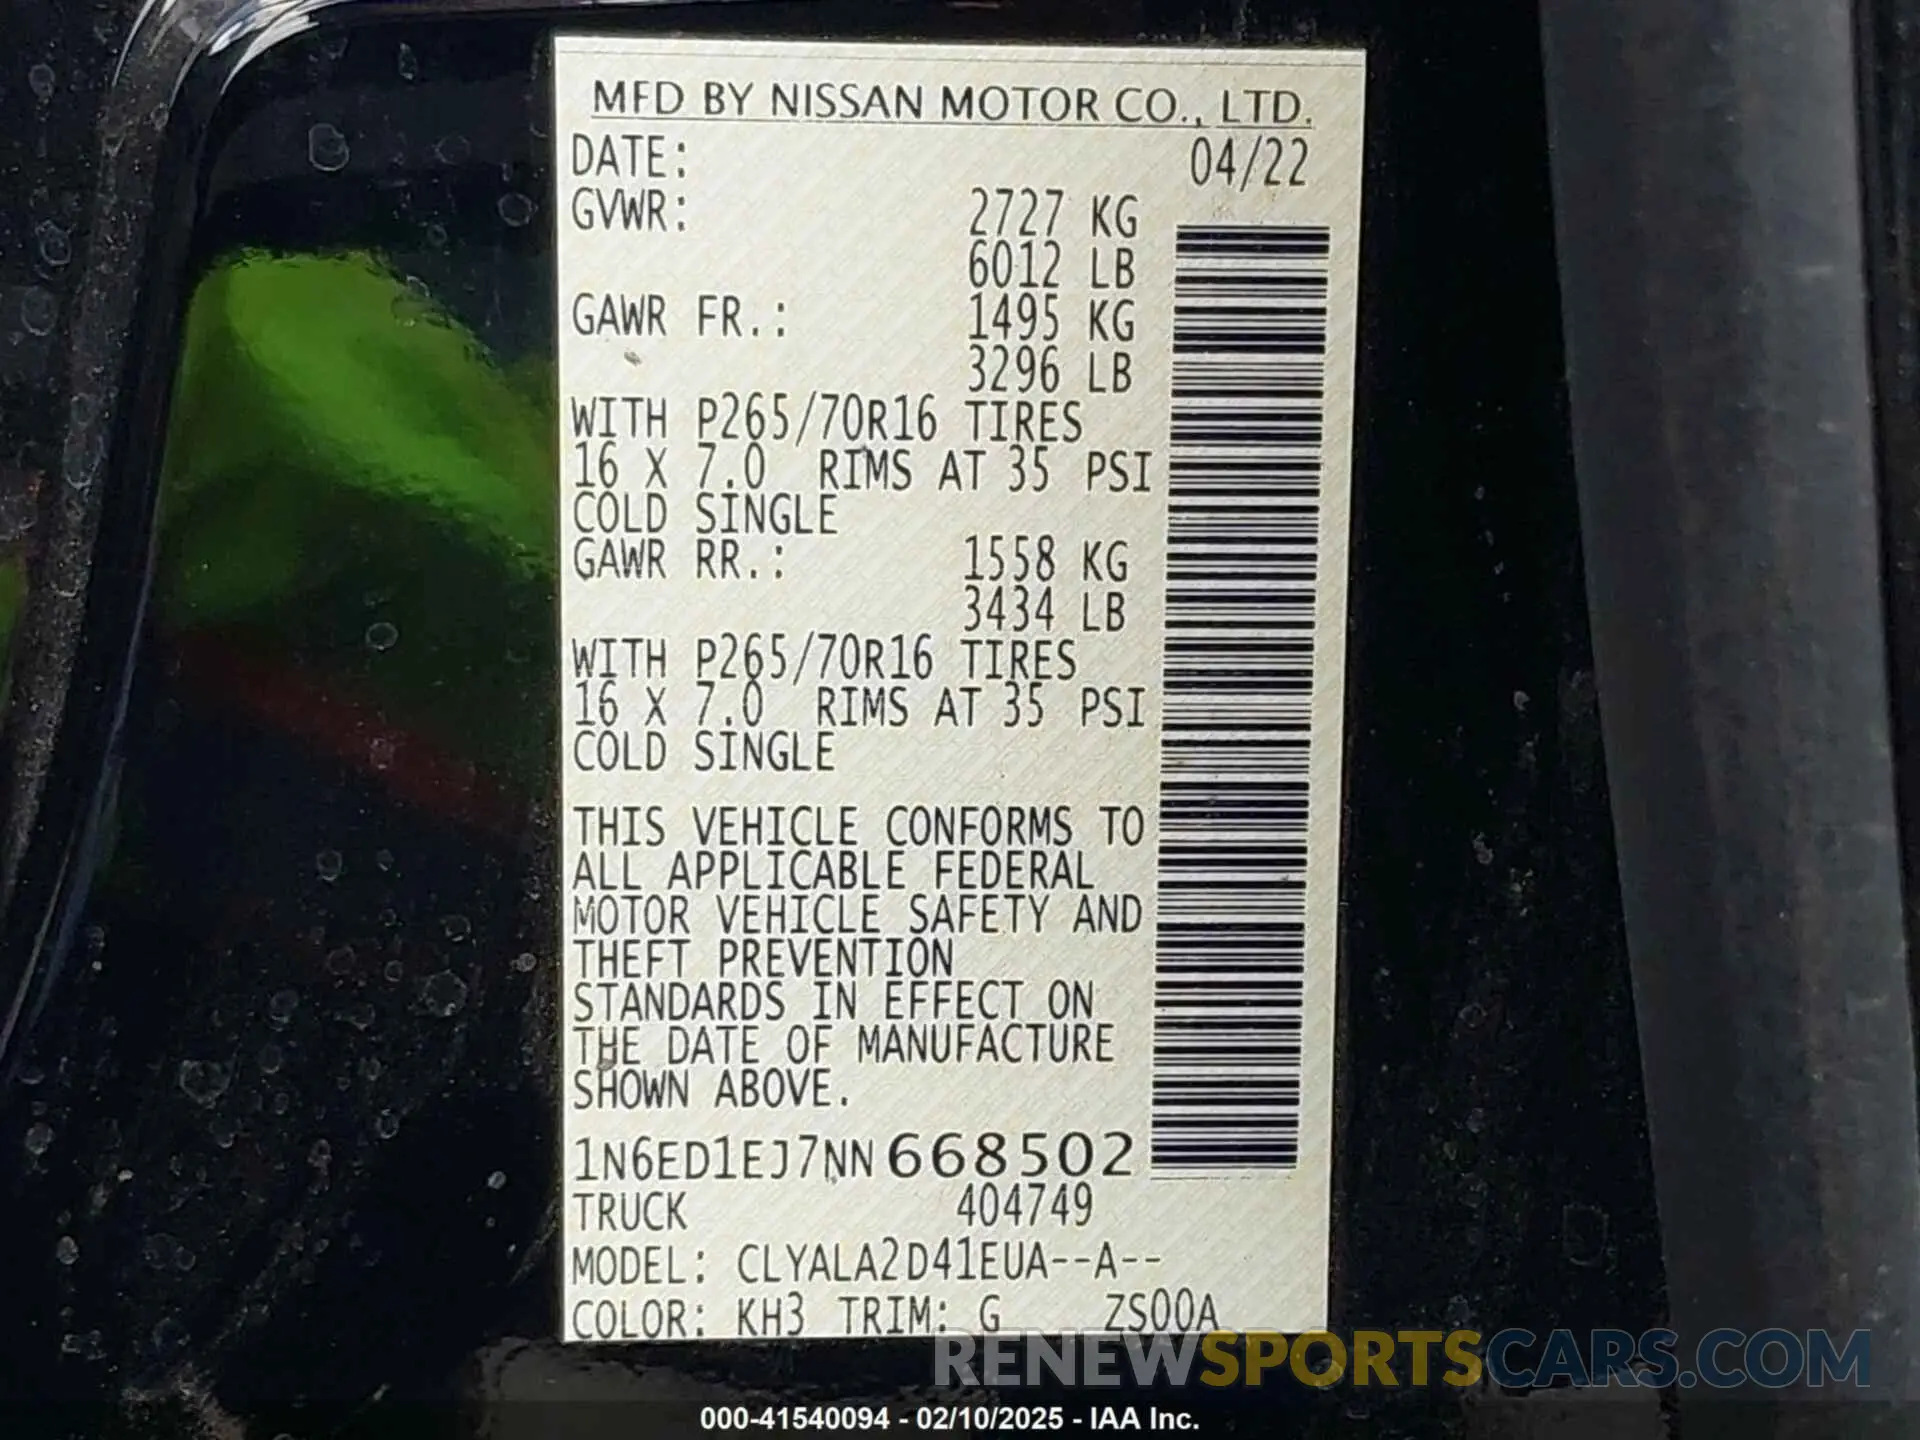 MFD BY NISSAN MOTOR CO., LTD.
DATE: 04/22
GVWR: 2727 KG
6012 LB
GAWR FR.: 1495 KG
3296 LB
WITH P265/70R16 TIRES
16 X 7.0 RIMS AT 35 PSI
COLD SINGLE
GAWR RR.: 1558 KG
3434 LB
WITH P265/70R16 TIRES
16 X 7.0 RIMS AT 35 PSI
COLD SINGLE
THIS VEHICLE CONFORMS TO
ALL APPLICABLE FEDERAL
MOTOR VEHICLE SAFETY AND
THEFT PREVENTION
STANDARDS IN EFFECT ON
THE DATE OF MANUFACTURE
SHOWN ABOVE.
1N6ED1EJ7NN668502
TRUCK 404749
MODEL: CLYALA2D41EUA--A--
COLOR: KH3 TRIM: G ZS00A
RENEWSPORTSCARS.COM
000-41540094 - 02/10/2025 - IAA Inc.